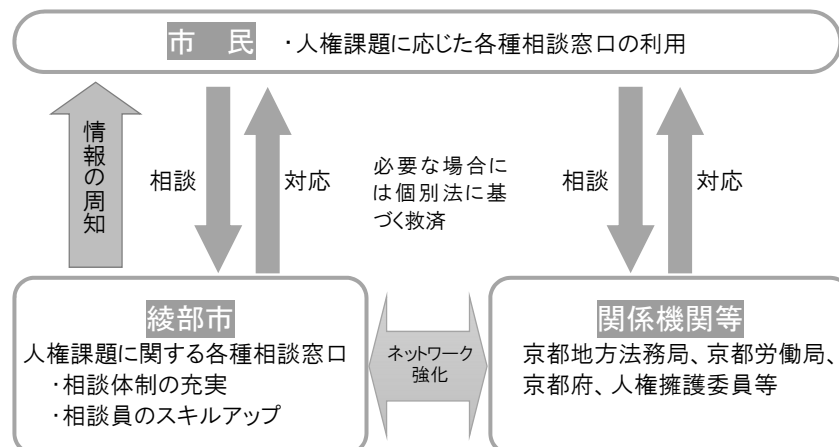 市　民　・人権課題に応じた各種相談窓口の利用
情報の周知
相談
対応
必要な場合に
は個別法に基
づく救済
相談
対応
綾部市
人権課題に関する各種相談窓口
・相談体制の充実
・相談員のスキルアップ
ネットワーク
強化
関係機関等
京都地方法務局、京都労働局、
京都府、人権擁護委員等